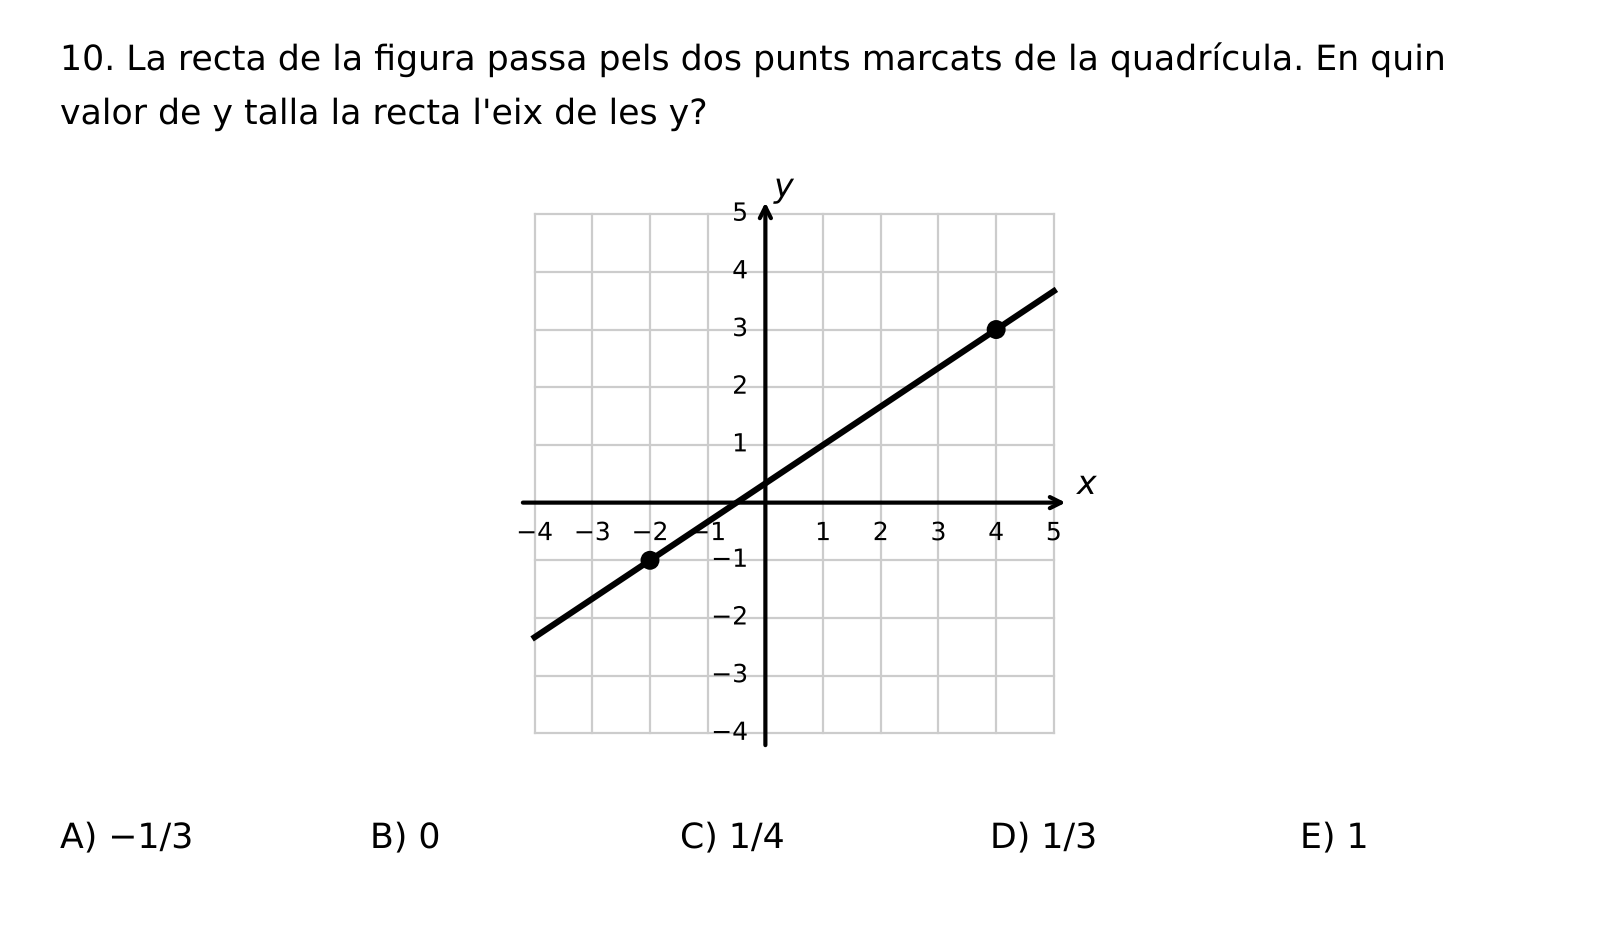 10. La recta de la figura passa pels dos punts marcats de la quadrícula. En quin
valor de y talla la recta l'eix de les y?
y
5
4
3
2
1
x
−4 −3 −2 −1 1 2 3 4 5
−1
−2
−3
−4
A) −1/3 B) 0 C) 1/4 D) 1/3 E) 1